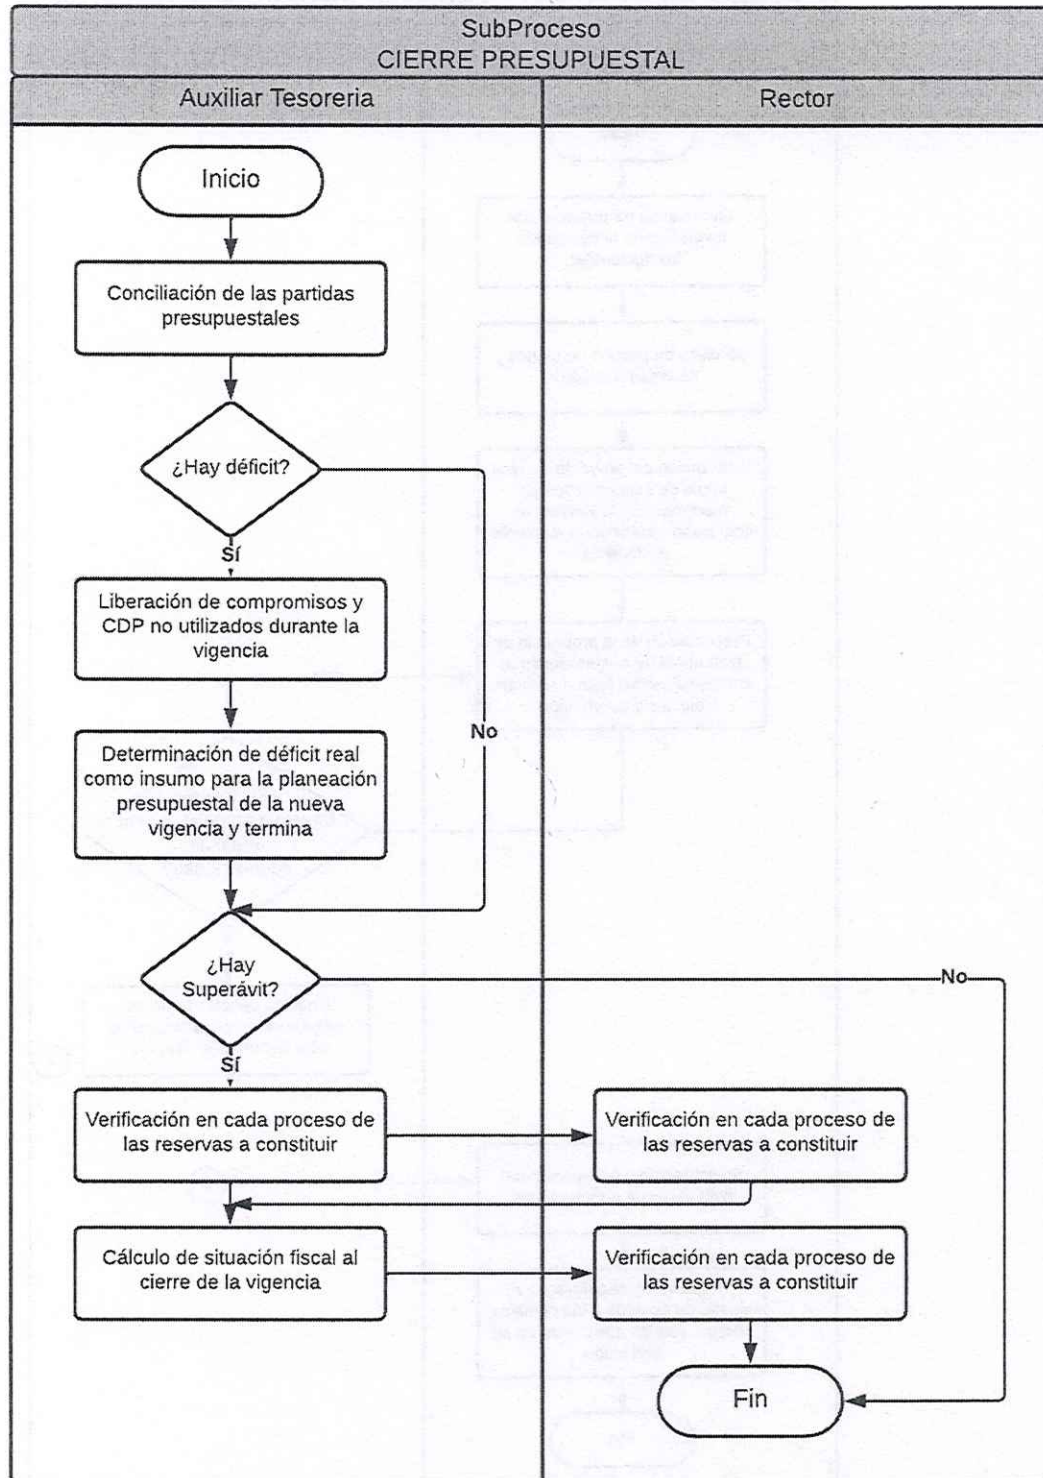 SubProceso
CIERRE PRESUPUESTAL
Auxiliar Tesoreria
Rector
Inicio
Conciliación de las partidas
presupuestales
¿Hay déficit?
Sí
Liberación de compromisos y
CDP no utilizados durante la
vigencia
No
Determinación de déficit real
como insumo para la planeación
presupuestal de la nueva
vigencia y termina
¿Hay
Superávit?
No
Sí
Verificación en cada proceso de
las reservas a constituir
Verificación en cada proceso de
las reservas a constituir
Cálculo de situación fiscal al
cierre de la vigencia
Verificación en cada proceso de
las reservas a constituir
Fin